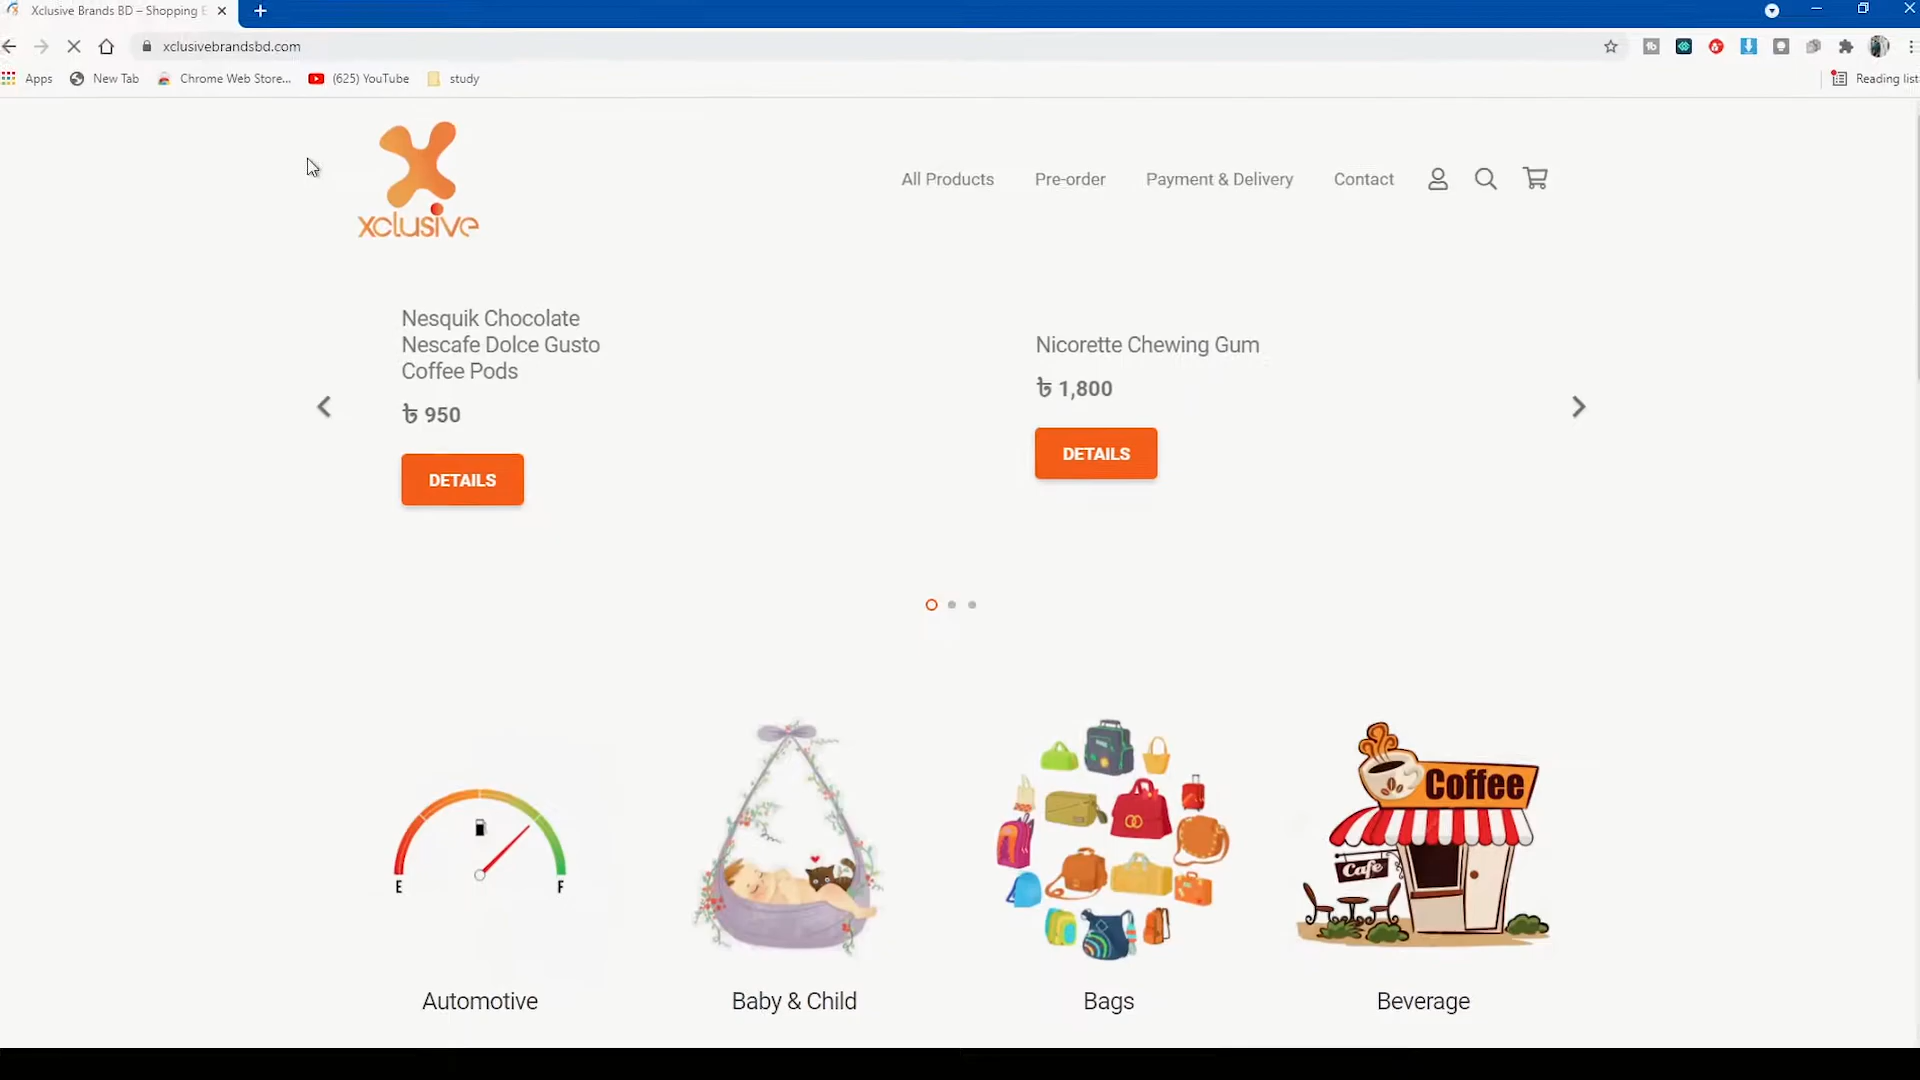 Xclusive Brands BD – Shopping E
xclusivebrandsbd.com
Apps
New Tab
Chrome Web Store...
(625) YouTube
study
Reading list
xclusive
All Products
Pre-order
Payment & Delivery
Contact
Nesquik Chocolate
Nescafe Dolce Gusto
Coffee Pods
৳ 950
DETAILS
Nicorette Chewing Gum
৳ 1,800
DETAILS
E
F
Coffee
Cafe
Automotive
Baby & Child
Bags
Beverage